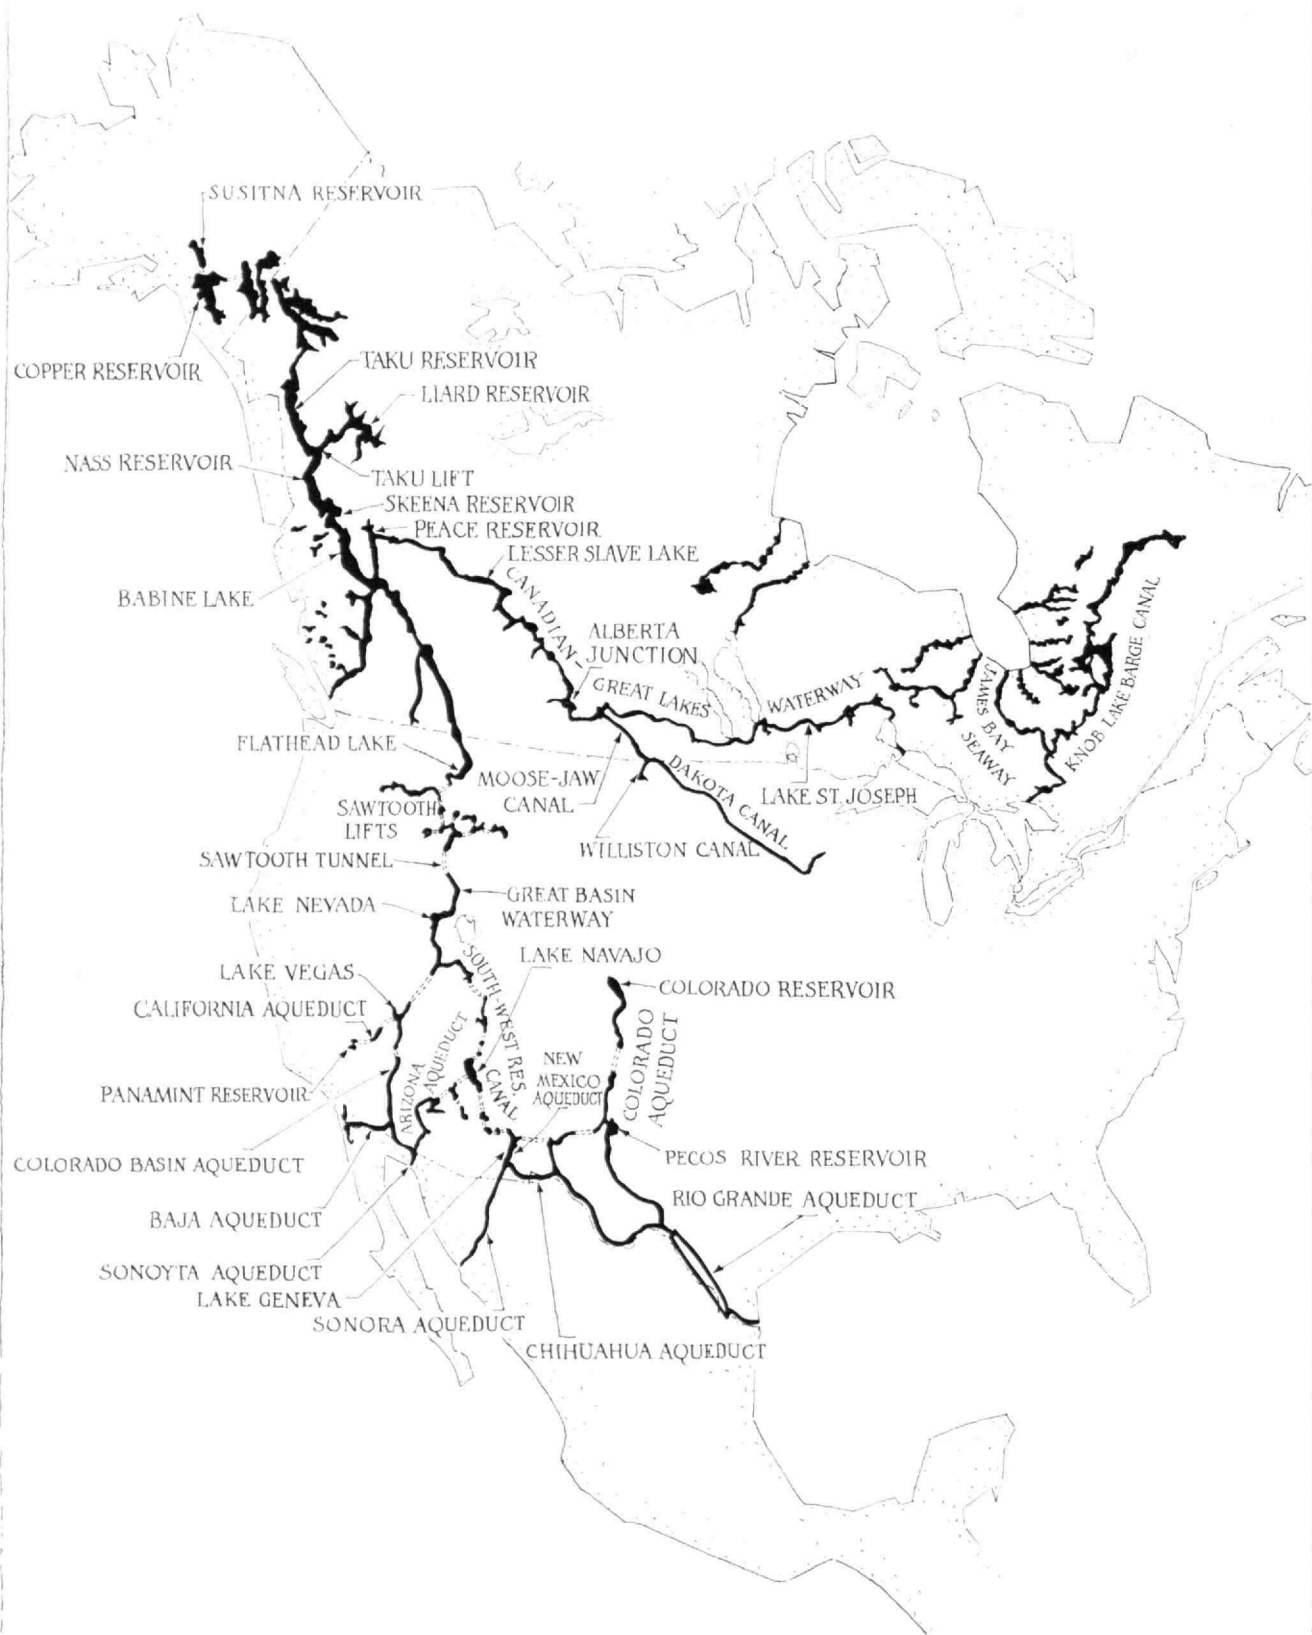 SUSITNA RESERVOIR
COPPER RESERVOIR
TAKU RESERVOIR
LIARD RESERVOIR
NASS RESERVOIR
TAKU LIFT
SKEENA RESERVOIR
PEACE RESERVOIR
LESSER SLAVE LAKE
BABINE LAKE
CANADIAN-
GREAT LAKES
WATERWAY
ALBERTA
JUNCTION
JAMES BAY
SEAWAY
KNOB LAKE BARGE CANAL
FLATHEAD LAKE
MOOSE-JAW
CANAL
DAKOTA CANAL
LAKE ST. JOSEPH
SAWTOOTH
LIFTS
WILLISTON CANAL
SAWTOOTH TUNNEL
GREAT BASIN
WATERWAY
LAKE NEVADA
LAKE NAVAJO
SOUTH-WEST RES.
CANAL
LAKE VEGAS
COLORADO RESERVOIR
CALIFORNIA AQUEDUCT
COLORADO
AQUEDUCT
ARIZONA
AQUEDUCT
NEW
MEXICO
AQUEDUCT
PANAMINT RESERVOIR
COLORADO BASIN AQUEDUCT
PECOS RIVER RESERVOIR
RIO GRANDE AQUEDUCT
BAJA AQUEDUCT
SONOYTA AQUEDUCT
LAKE GENEVA
SONORA AQUEDUCT
CHIHUAHUA AQUEDUCT